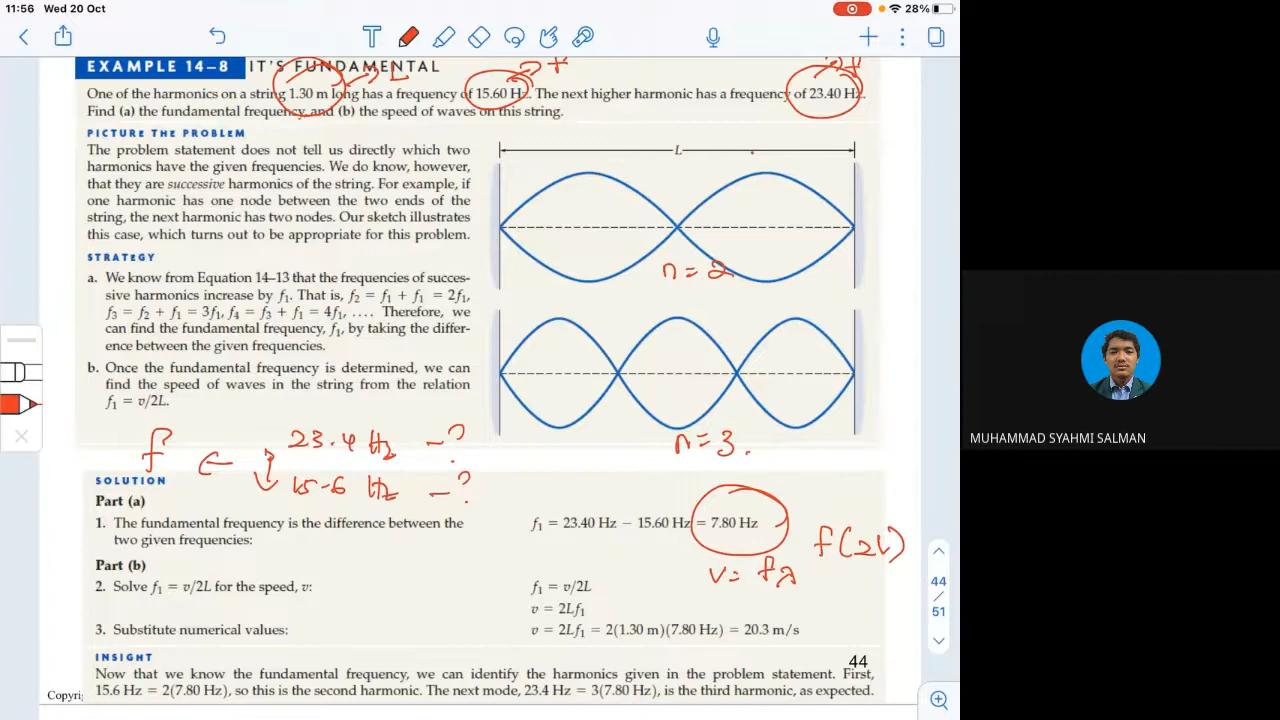 11:56 Wed 20 Oct
28%
T
EXAMPLE 14–8 IT'S FUNDAMENTAL
L
f
One of the harmonics on a string 1.30 m long has a frequency of 15.60 Hz. The next higher harmonic has a frequency of 23.40 Hz.
Find (a) the fundamental frequency, and (b) the speed of waves on this string.
PICTURE THE PROBLEM
The problem statement does not tell us directly which two
harmonics have the given frequencies. We do know, however,
that they are successive harmonics of the string. For example, if
one harmonic has one node between the two ends of the
string, the next harmonic has two nodes. Our sketch illustrates
this case, which turns out to be appropriate for this problem.
STRATEGY
a. We know from Equation 14–13 that the frequencies of succes-
sive harmonics increase by f₁. That is, f₂ = f₁ + f₁ = 2f₁,
f₃ = f₂ + f₁ = 3f₁, f₄ = f₃ + f₁ = 4f₁, .... Therefore, we
can find the fundamental frequency, f₁, by taking the differ-
ence between the given frequencies.
b. Once the fundamental frequency is determined, we can
find the speed of waves in the string from the relation
f₁ = v/2L.
L
n = 2
n = 3.
f ← 23.4 Hz – ?
15.6 Hz – ?
SOLUTION
Part (a)
1. The fundamental frequency is the difference between the
two given frequencies:
f₁ = 23.40 Hz − 15.60 Hz = 7.80 Hz
f(2L)
v = fλ
Part (b)
2. Solve f₁ = v/2L for the speed, v:
f₁ = v/2L
v = 2Lf₁
3. Substitute numerical values:
v = 2Lf₁ = 2(1.30 m)(7.80 Hz) = 20.3 m/s
INSIGHT
44
Now that we know the fundamental frequency, we can identify the harmonics given in the problem statement. First,
15.6 Hz = 2(7.80 Hz), so this is the second harmonic. The next mode, 23.4 Hz = 3(7.80 Hz), is the third harmonic, as expected.
Copyri
44
/
51
MUHAMMAD SYAHMI SALMAN